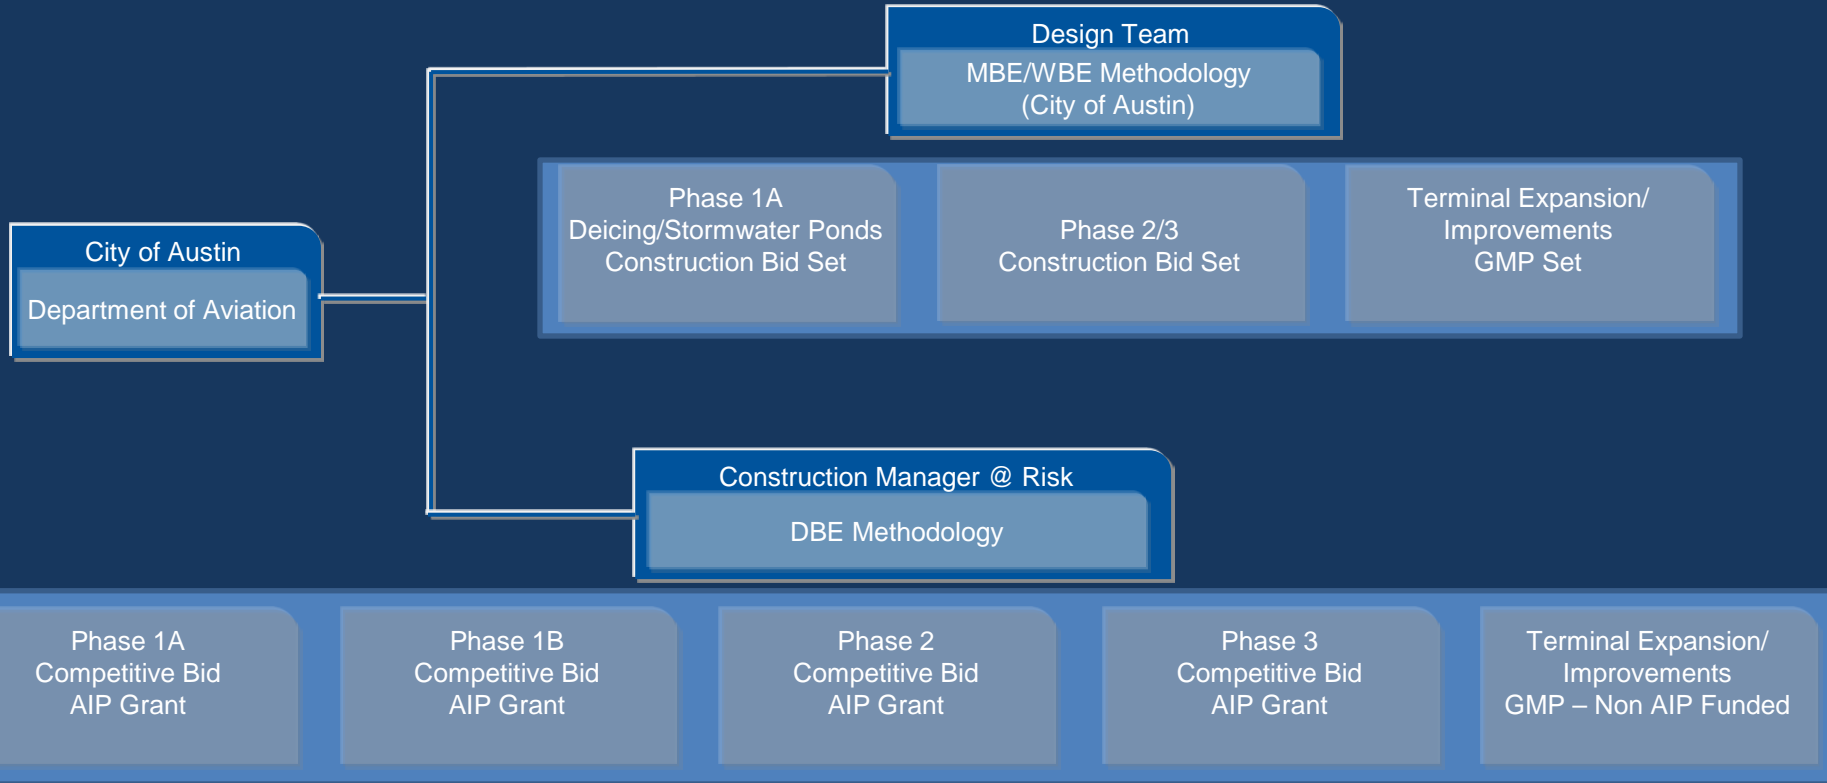 Design Team
MBE/WBE Methodology
(City of Austin)
Phase 1A
Deicing/Stormwater Ponds
Construction Bid Set
Phase 2/3
Construction Bid Set
Terminal Expansion/
Improvements
GMP Set
City of Austin
Department of Aviation
Construction Manager @ Risk
DBE Methodology
Phase 1A
Competitive Bid
AIP Grant
Phase 1B
Competitive Bid
AIP Grant
Phase 2
Competitive Bid
AIP Grant
Phase 3
Competitive Bid
AIP Grant
Terminal Expansion/
Improvements
GMP – Non AIP Funded